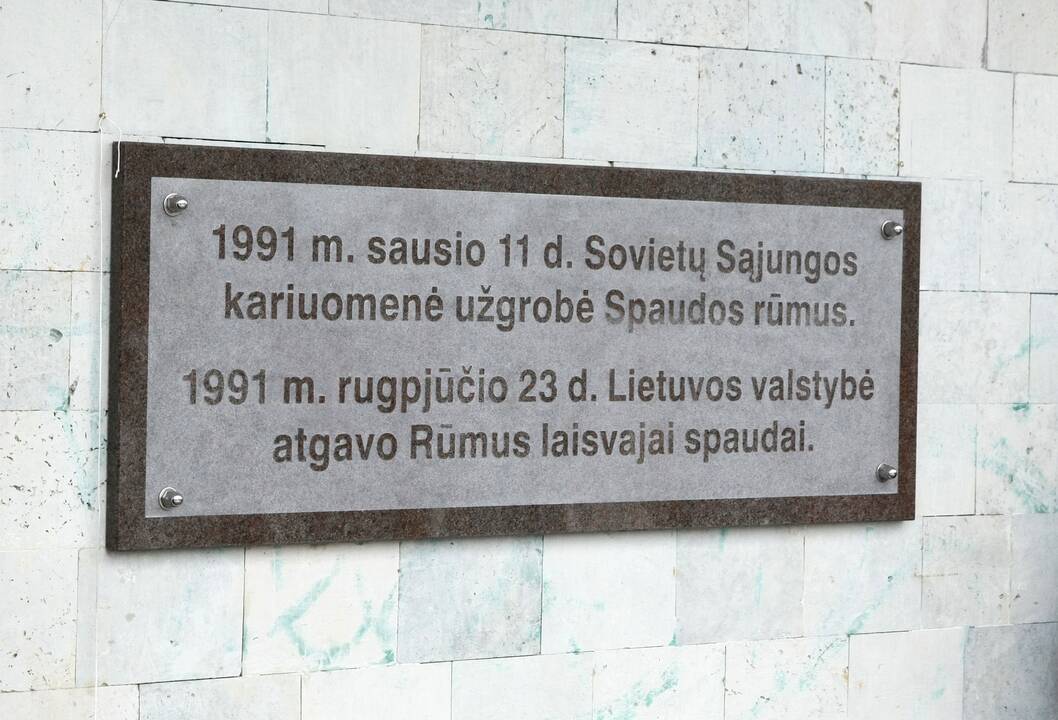 1991 m. sausio 11 d. Sovietų Sąjungos
kariuomenė užgrobė Spaudos rūmus.
1991 m. rugpjūčio 23 d. Lietuvos valstybė
atgavo Rūmus laisvajai spaudai.